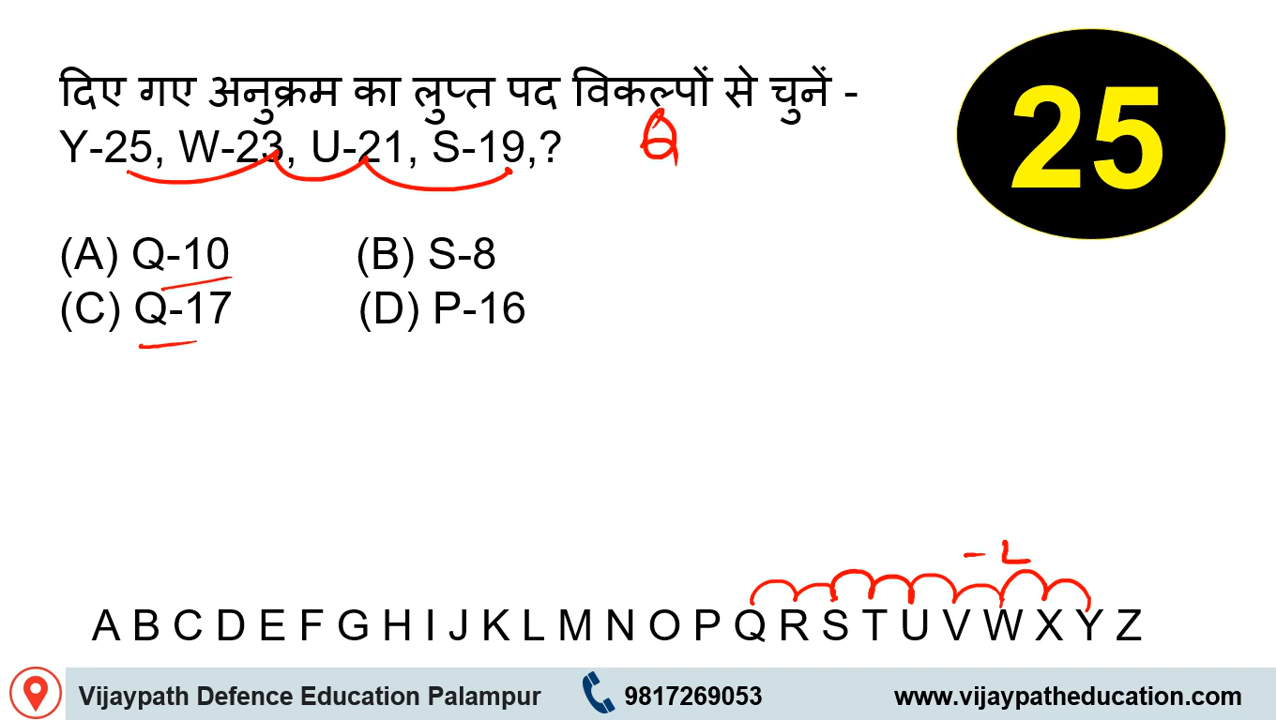 दिए गए अनुक्रम का लुप्त पद विकल्पों से चुनें -
Y-25, W-23, U-21, S-19,? Q
25
(A) Q-10 (B) S-8
(C) Q-17 (D) P-16
-2
A B C D E F G H I J K L M N O P Q R S T U V W X Y Z
Vijaypath Defence Education Palampur 9817269053 www.vijaypatheducation.com